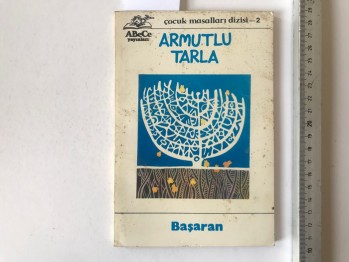 çocuk masalları dizisi—2
ABeCe
yayınları
ARMUTLU
TARLA
Başaran